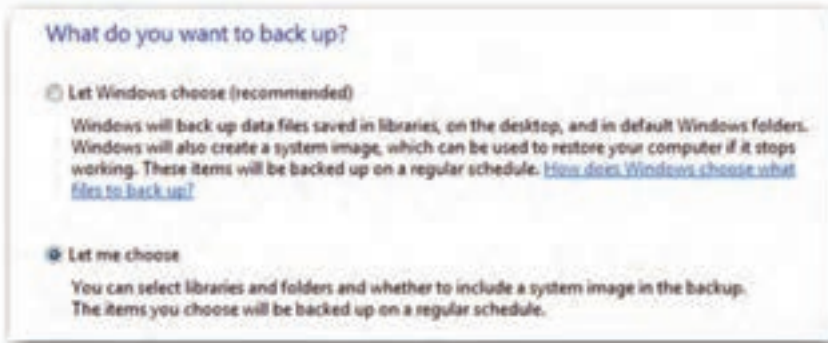 What do you want to back up?
Let Windows choose (recommended)
Windows will back up data files saved in libraries, on the desktop, and in default Windows folders.
Windows will also create a system image, which can be used to restore your computer if it stops
working. These items will be backed up on a regular schedule. How does Windows choose what
files to back up?
Let me choose
You can select libraries and folders and whether to include a system image in the backup.
The items you choose will be backed up on a regular schedule.